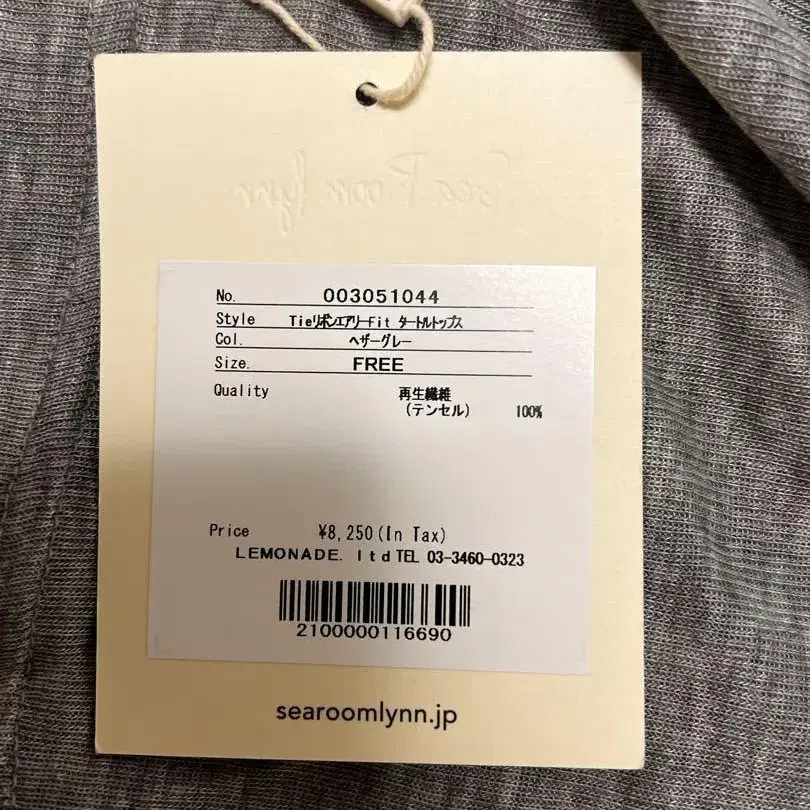 Sea Room lynn
No. 003051044
Style TieリボンエアリーFit タートルトップス
Col. ヘザーグレー
Size. FREE
Quality 再生繊維
(テンセル) 100%
Price ¥8,250(In Tax)
LEMONADE. ltd TEL 03-3460-0323
2100000116690
searoomlynn.jp